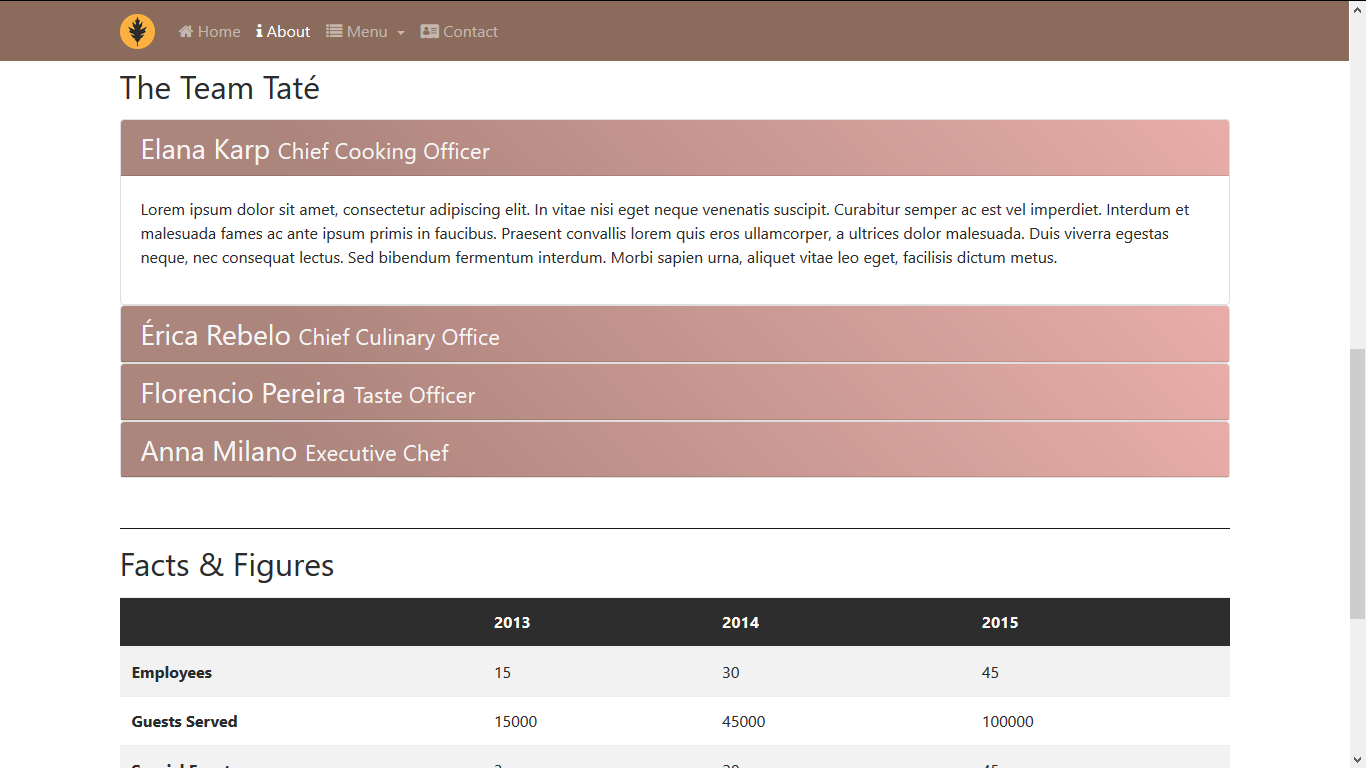 Home About Menu Contact
The Team Taté
Elana Karp Chief Cooking Officer
Lorem ipsum dolor sit amet, consectetur adipiscing elit. In vitae nisi eget neque venenatis suscipit. Curabitur semper ac est vel imperdiet. Interdum et
malesuada fames ac ante ipsum primis in faucibus. Praesent convallis lorem quis eros ullamcorper, a ultrices dolor malesuada. Duis viverra egestas
neque, nec consequat lectus. Sed bibendum fermentum interdum. Morbi sapien urna, aliquet vitae leo eget, facilisis dictum metus.
Érica Rebelo Chief Culinary Office
Florencio Pereira Taste Officer
Anna Milano Executive Chef
Facts & Figures
2013 2014 2015
Employees 15 30 45
Guests Served 15000 45000 100000